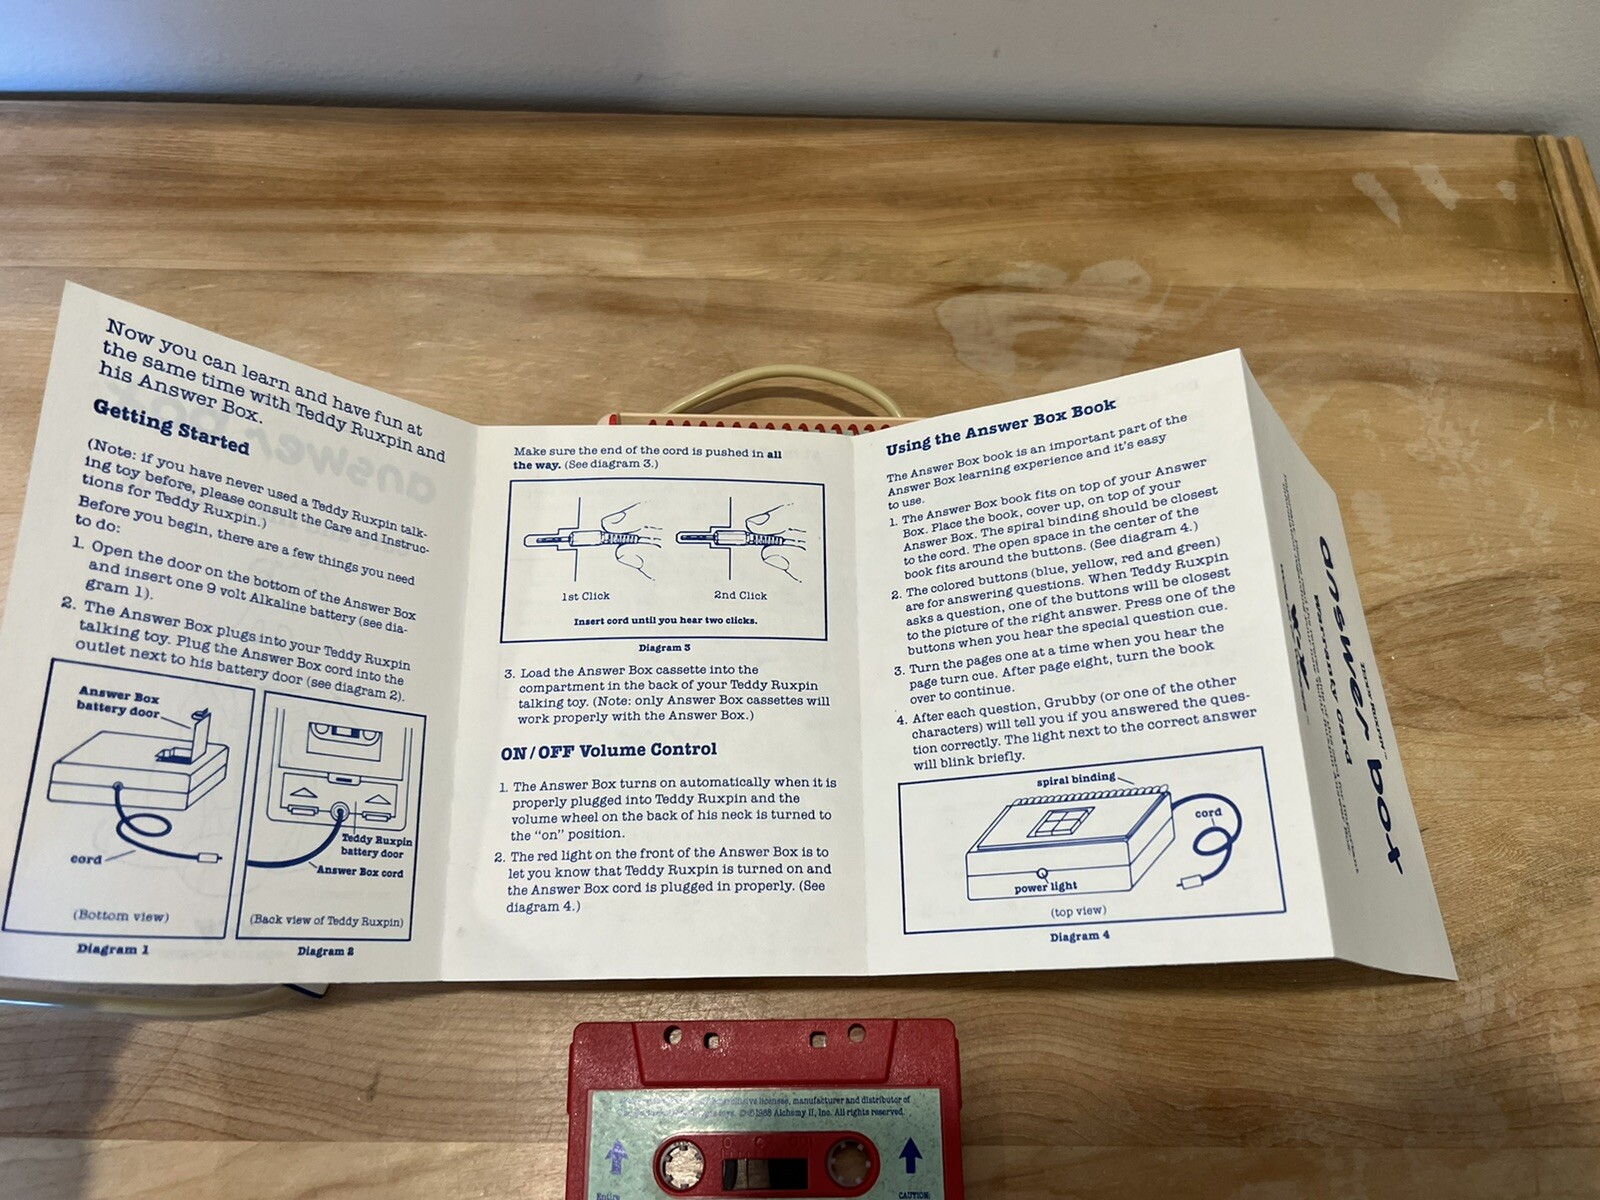 Now you can learn and have fun at
the same time with Teddy Ruxpin and
his Answer Box.
Getting Started
(Note: if you have never used a Teddy Ruxpin talk-
ing toy before, please consult the Care and Instruc-
tions for Teddy Ruxpin.)
Before you begin, there are a few things you need
to do:
1. Open the door on the bottom of the Answer Box
and insert one 9 volt Alkaline battery (see dia-
gram 1).
2. The Answer Box plugs into your Teddy Ruxpin
talking toy. Plug the Answer Box cord into the
outlet next to his battery door (see diagram 2).
Answer Box
battery door
cord
(Bottom view)
Diagram 1
Teddy Ruxpin
battery door
Answer Box cord
(Back view of Teddy Ruxpin)
Diagram 2
Make sure the end of the cord is pushed in all
the way. (See diagram 3.)
1st Click
2nd Click
Insert cord until you hear two clicks.
Diagram 3
3. Load the Answer Box cassette into the
compartment in the back of your Teddy Ruxpin
talking toy. (Note: only Answer Box cassettes will
work properly with the Answer Box.)
ON/OFF Volume Control
1. The Answer Box turns on automatically when it is
properly plugged into Teddy Ruxpin and the
volume wheel on the back of his neck is turned to
the "on" position.
2. The red light on the front of the Answer Box is to
let you know that Teddy Ruxpin is turned on and
the Answer Box cord is plugged in properly. (See
diagram 4.)
Using the Answer Box Book
The Answer Box book is an important part of the
Answer Box learning experience and it's easy
to use.
1. The Answer Box book fits on top of your Answer
Box. Place the book, cover up, on top of your
Answer Box. The spiral binding should be closest
to the cord. The open space in the center of the
book fits around the buttons. (See diagram 4.)
2. The colored buttons (blue, yellow, red and green)
are for answering questions. When Teddy Ruxpin
asks a question, one of the buttons will be closest
to the picture of the right answer. Press one of the
buttons when you hear the special question cue.
3. Turn the pages one at a time when you hear the
page turn cue. After page eight, turn the book
over to continue.
4. After each question, Grubby (or one of the other
characters) will tell you if you answered the ques-
tion correctly. The light next to the correct answer
will blink briefly.
spiral binding
cord
power light
(top view)
Diagram 4
answer box
Warranty Card
licensee, manufacturer and distributor of
toys. ©℗1988 Alchemy II, Inc. All rights reserved.
Entire
CAUTION: